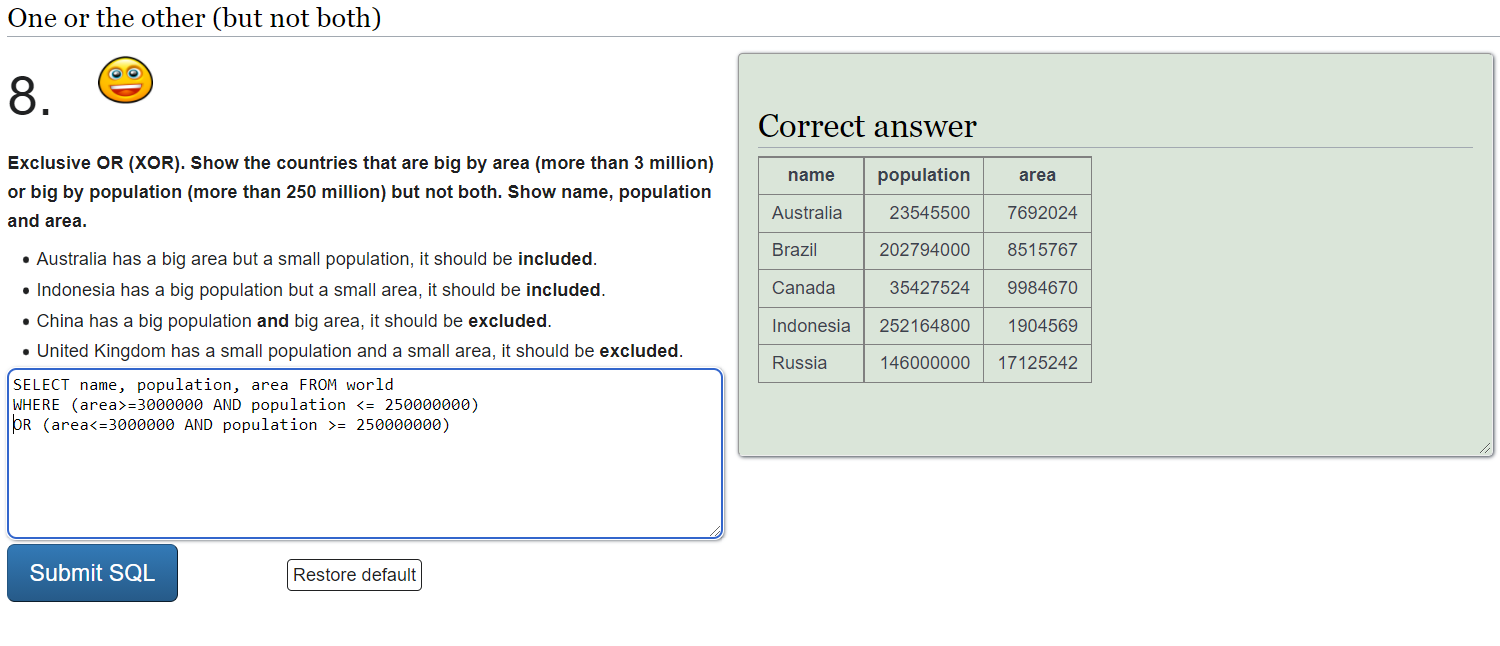 One or the other (but not both)
8.
Exclusive OR (XOR). Show the countries that are big by area (more than 3 million)
or big by population (more than 250 million) but not both. Show name, population
and area.
• Australia has a big area but a small population, it should be included.
• Indonesia has a big population but a small area, it should be included.
• China has a big population and big area, it should be excluded.
• United Kingdom has a small population and a small area, it should be excluded.
SELECT name, population, area FROM world
WHERE (area>=3000000 AND population <= 250000000)
OR (area<=3000000 AND population >= 250000000)
Submit SQL
Restore default
Correct answer
name population area
Australia 23545500 7692024
Brazil 202794000 8515767
Canada 35427524 9984670
Indonesia 252164800 1904569
Russia 146000000 17125242